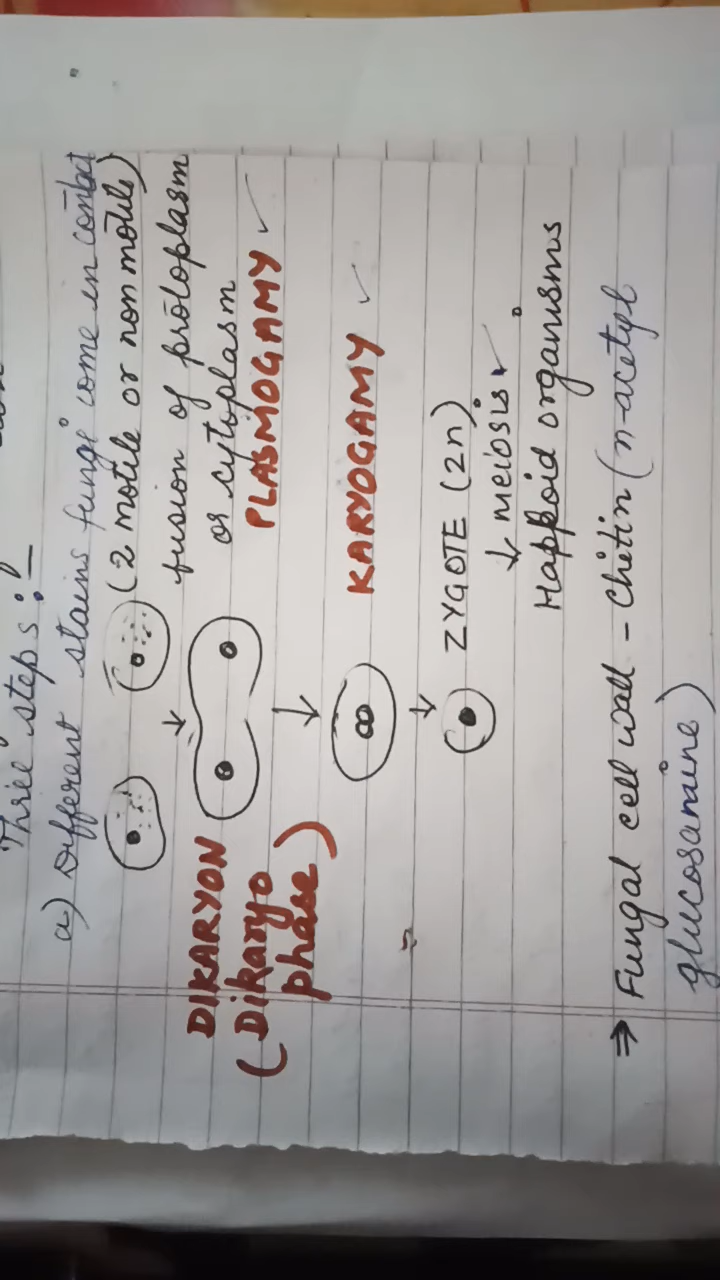 Three steps :-
a) Different stains fungi come in contact
(2 motile or non motile)
fusion of protoplasm
or cytoplasm
DIKARYON
PLASMOGAMY
(Dikaryo
phase)
KARYOGAMY
ZYGOTE (2n)
↓ meiosis
Happoid organisms
⇒ Fungal cell wall - Chitin (n-acetyl
glucosamine)